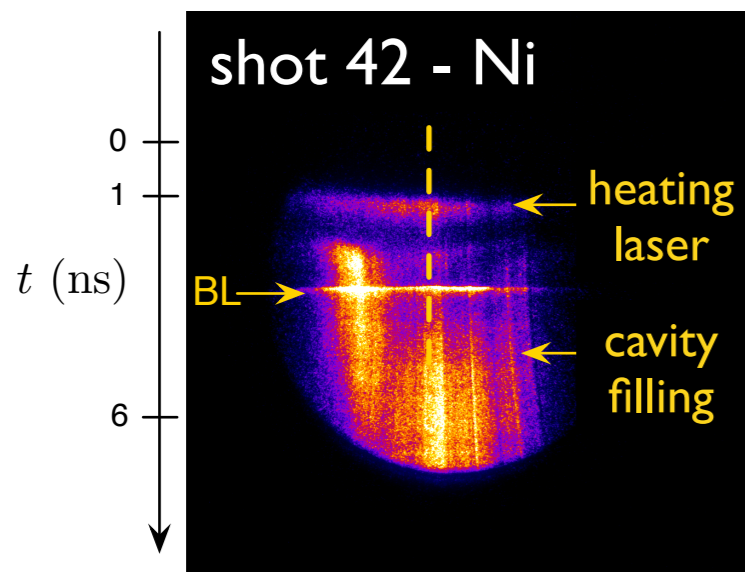 shot 42 - Ni
0
1
heating
laser
t (ns)
BL
cavity
filling
6